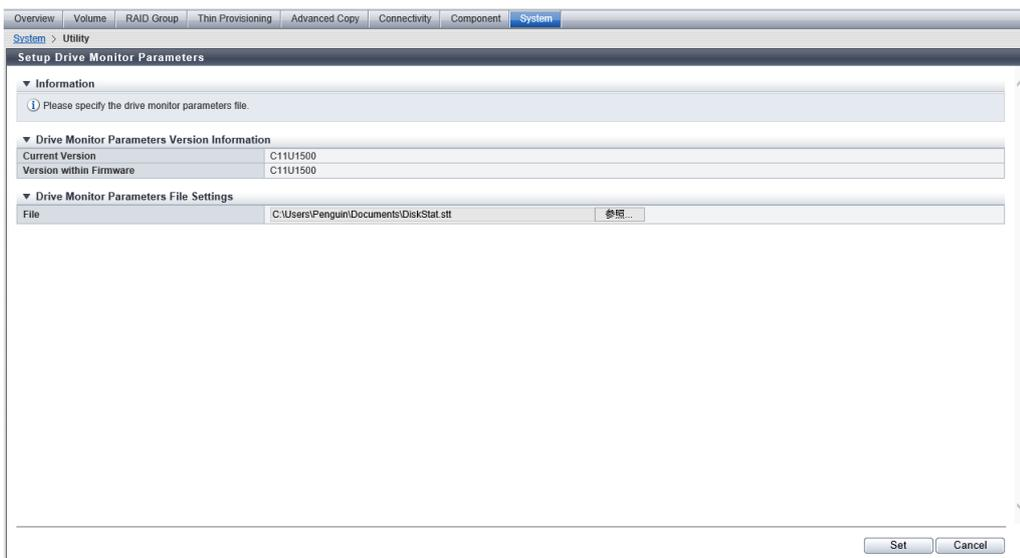 Overview Volume RAID Group Thin Provisioning Advanced Copy Connectivity Component System
System > Utility
Setup Drive Monitor Parameters
▼ Information
Please specify the drive monitor parameters file.
▼ Drive Monitor Parameters Version Information
Current Version C11U1500
Version within Firmware C11U1500
▼ Drive Monitor Parameters File Settings
File C:\Users\Penguin\Documents\DiskStat.stt 参照...
Set Cancel